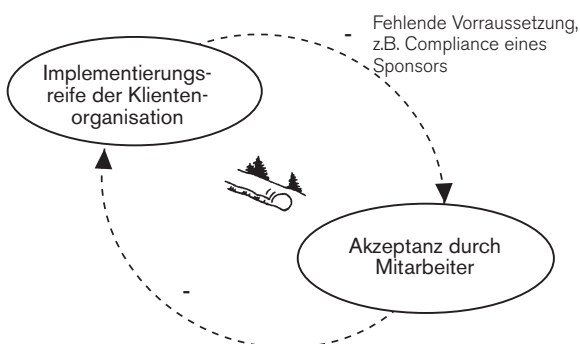 - Fehlende Vorraussetzung,
z.B. Compliance eines
Sponsors
Implementierungs-
reife der Klienten-
organisation
Akzeptanz durch
Mitarbeiter
-